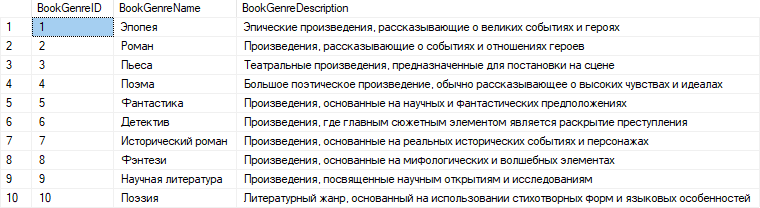 BookGenreID BookGenreName BookGenreDescription
1 1 Эпопея Эпические произведения, рассказывающие о великих событиях и героях
2 2 Роман Произведения, рассказывающие о событиях и отношениях героев
3 3 Пьеса Театральные произведения, предназначенные для постановки на сцене
4 4 Поэма Большое поэтическое произведение, обычно рассказывающее о высоких чувствах и идеалах
5 5 Фантастика Произведения, основанные на научных и фантастических предположениях
6 6 Детектив Произведения, где главным сюжетным элементом является раскрытие преступления
7 7 Исторический роман Произведения, основанные на реальных исторических событиях и персонажах
8 8 Фэнтези Произведения, основанные на мифологических и волшебных элементах
9 9 Научная литература Произведения, посвященные научным открытиям и исследованиям
10 10 Поэзия Литературный жанр, основанный на использовании стихотворных форм и языковых особенностей